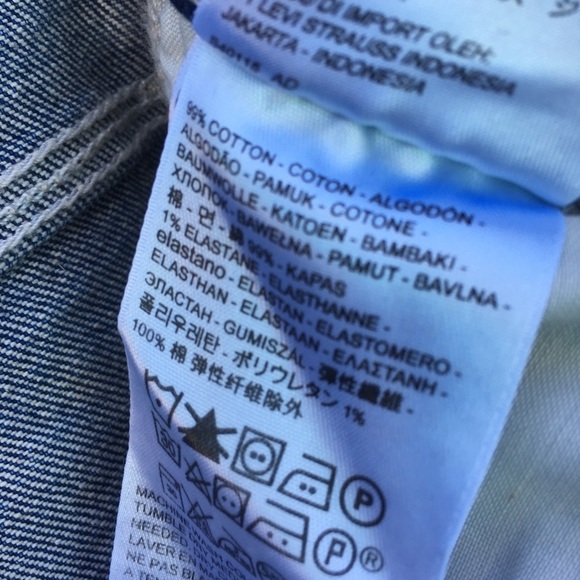 DI IMPORT OLEH:
LEVI STRAUSS INDONESIA
JAKARTA - INDONESIA
AD
99% COTTON - COTON - ALGODÓN -
ALGODÃO - PAMUK - COTONE -
BAUMWOLLE - KATOEN - BAMBAKI -
ХЛОПОК - BAWEŁNA - PAMUT - BAVLNA -
棉 - 면 - 綿 99% - KAPAS
1% ELASTANE - ELASTHANNE -
elastano - ELASTAN - ELASTOMERO -
ELASTHAN - ELASTAAN - ΕΛΑΣΤΑΝΗ -
ЭЛАСТАН - GUMISZÁL - 彈性纖維 -
폴리우레탄 - ポリウレタン 1%
100% 棉 弹性纤维除外
P
P ®
MACHINE
TUMBLE
NEEDED
LAVER EN
NE PAS